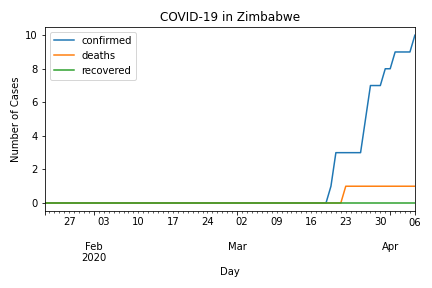 COVID-19 in Zimbabwe
confirmed
deaths
recovered
Number of Cases
10
8
6
4
2
0
27 03 10 17 24 02 09 16 23 30 06
Feb Mar Apr
2020
Day